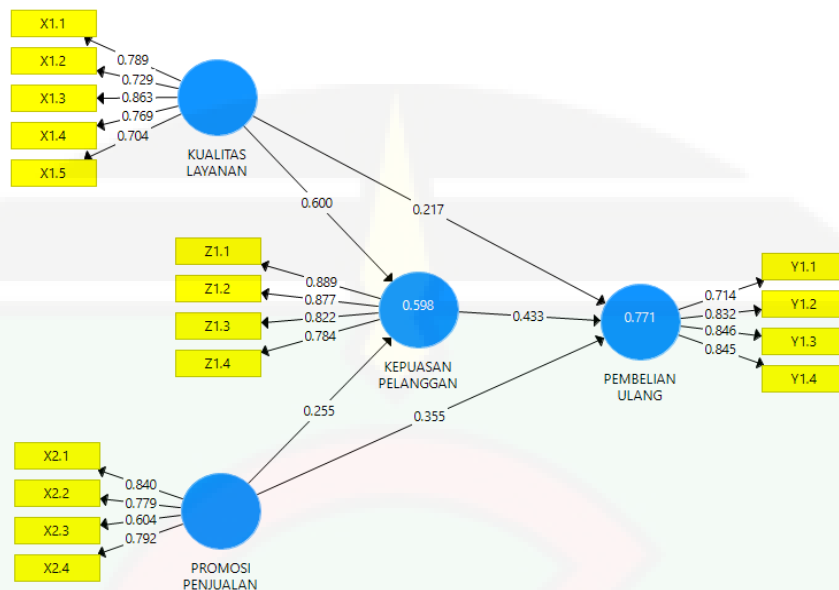 X1.1
X1.2
X1.3
X1.4
X1.5
0.789
0.729
0.863
0.769
0.704
KUALITAS
LAYANAN
0.600
0.217
Z1.1
Z1.2
Z1.3
Z1.4
0.889
0.877
0.822
0.784
0.598
KEPUASAN
PELANGGAN
0.433
0.771
PEMBELIAN
ULANG
0.714
0.832
0.846
0.845
Y1.1
Y1.2
Y1.3
Y1.4
0.255
0.355
X2.1
X2.2
X2.3
X2.4
0.840
0.779
0.604
0.792
PROMOSI
PENJUALAN